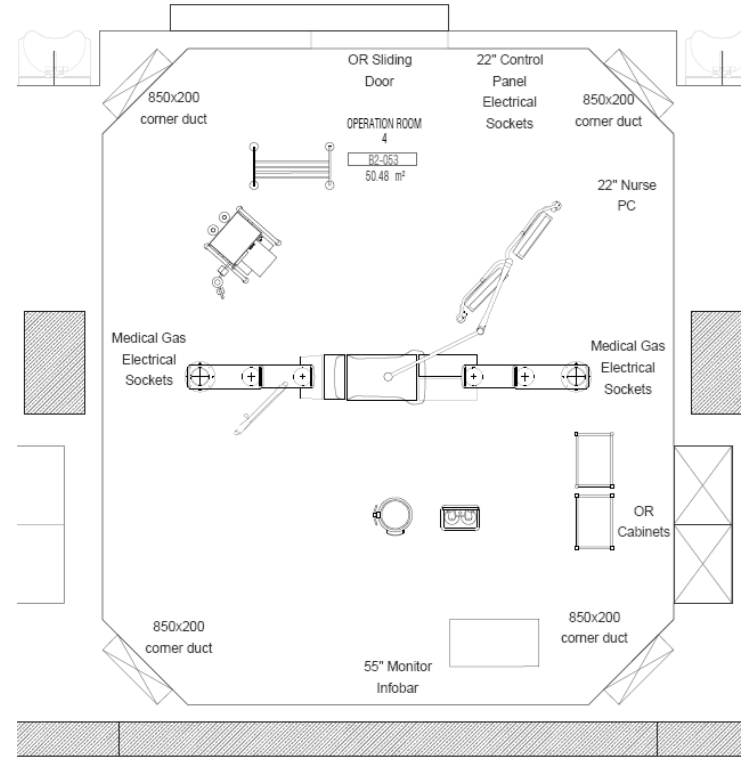 OR Sliding
Door
22" Control
Panel
Electrical
Sockets
850x200
corner duct
850x200
corner duct
OPERATION ROOM
4
B2-053
50.48 m²
22" Nurse
PC
Medical Gas
Electrical
Sockets
Medical Gas
Electrical
Sockets
OR
Cabinets
850x200
corner duct
850x200
corner duct
55" Monitor
Infobar